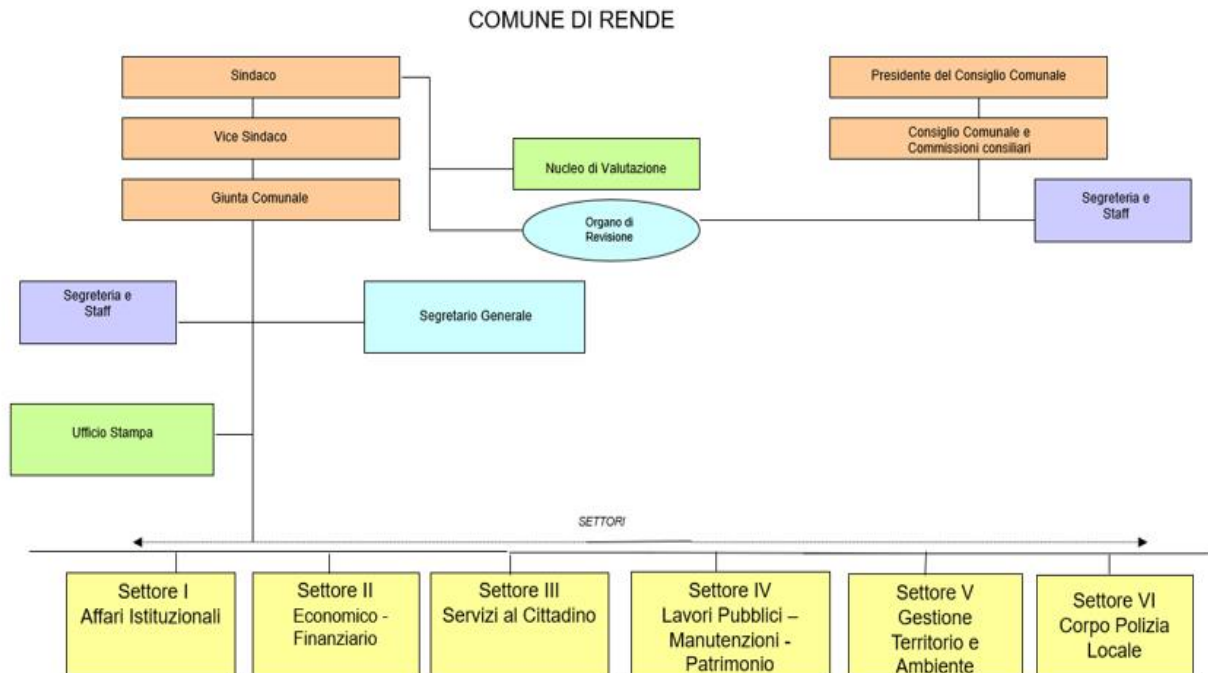 COMUNE DI RENDE
Sindaco
Presidente del Consiglio Comunale
Vice Sindaco
Consiglio Comunale e
Commissioni consiliari
Nucleo di Valutazione
Giunta Comunale
Organo di
Revisione
Segreteria e
Staff
Segreteria e
Staff
Segretario Generale
Ufficio Stampa
SETTORI
Settore I
Affari Istituzionali
Settore II
Economico -
Finanziario
Settore III
Servizi al Cittadino
Settore IV
Lavori Pubblici –
Manutenzioni -
Patrimonio
Settore V
Gestione
Territorio e
Ambiente
Settore VI
Corpo Polizia
Locale